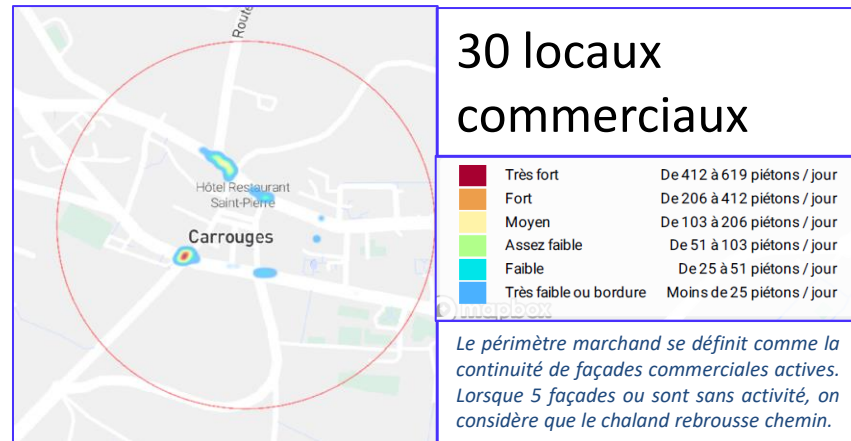 Route
Hôtel Restaurant
Saint-Pierre
Carrouges
30 locaux
commerciaux
Très fort De 412 à 619 piétons / jour
Fort De 206 à 412 piétons / jour
Moyen De 103 à 206 piétons / jour
Assez faible De 51 à 103 piétons / jour
Faible De 25 à 51 piétons / jour
Très faible ou bordure Moins de 25 piétons / jour
mapbox
Le périmètre marchand se définit comme la
continuité de façades commerciales actives.
Lorsque 5 façades ou sont sans activité, on
considère que le chaland rebrousse chemin.